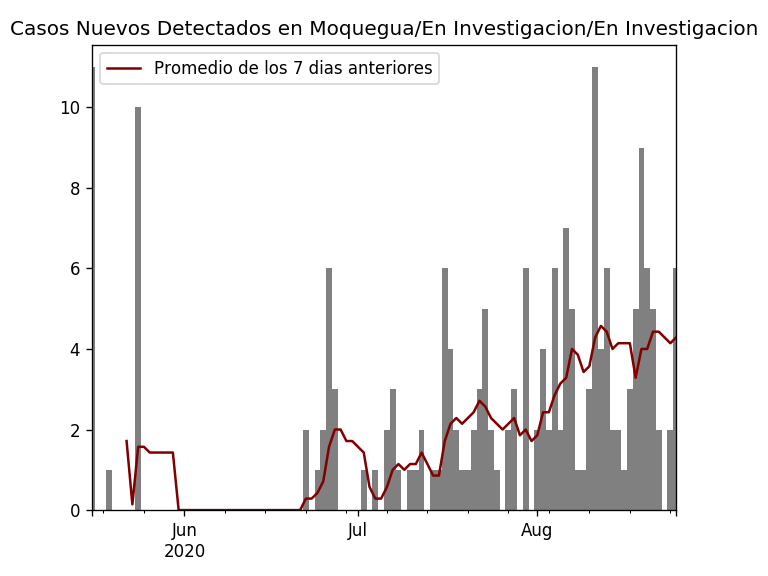 Casos Nuevos Detectados en Moquegua/En Investigacion/En Investigacion
Promedio de los 7 dias anteriores
10
8
6
4
2
0
Jun
2020
Jul
Aug